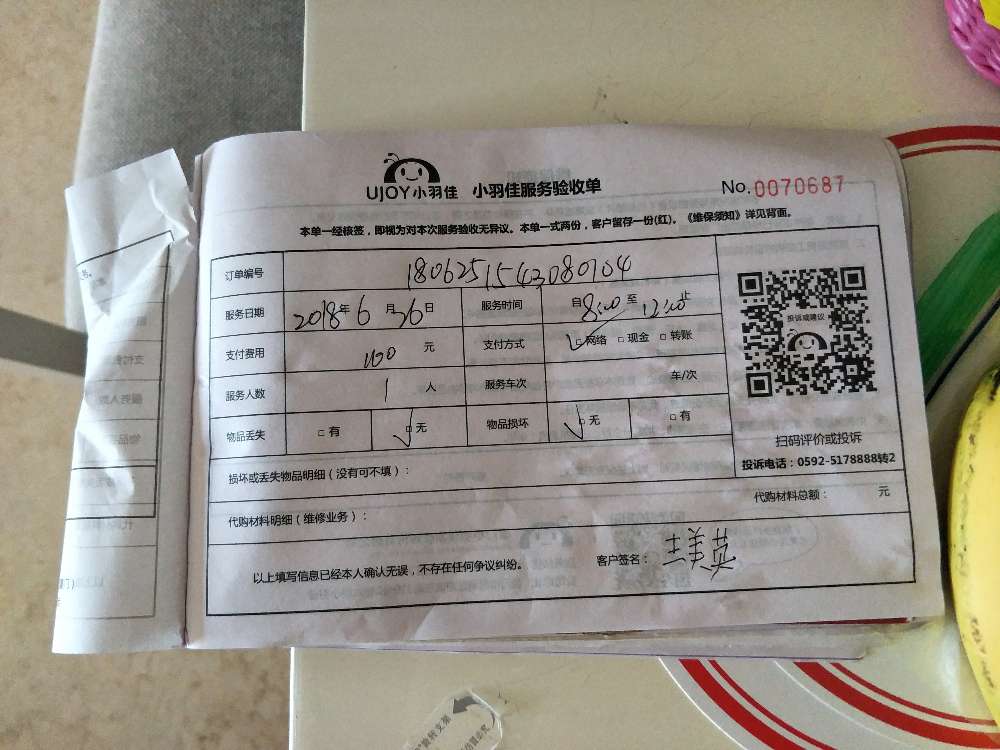 UJOY小羽佳 小羽佳服务验收单 No.0070687
本单一经核签，即视为对本次服务验收无异议。本单一式两份，客户留存一份(红)。《维保须知》详见背面。
订单编号 1806251543080104
服务日期 2018年6月26日 服务时间 自8:00至12:00止
支付费用 100元 支付方式 □网络 □现金 □转账
服务人数 1人 服务车次 车/次
物品丢失 □有 □无 物品损坏 □无 □有
投诉或建议
扫码评价或投诉
投诉电话：0592-5178888转2
损坏或丢失物品明细（没有可不填）：
代购材料明细（维修业务）： 代购材料总额： 元
以上填写信息已经本人确认无误，不存在任何争议纠纷。 客户签名：王美英